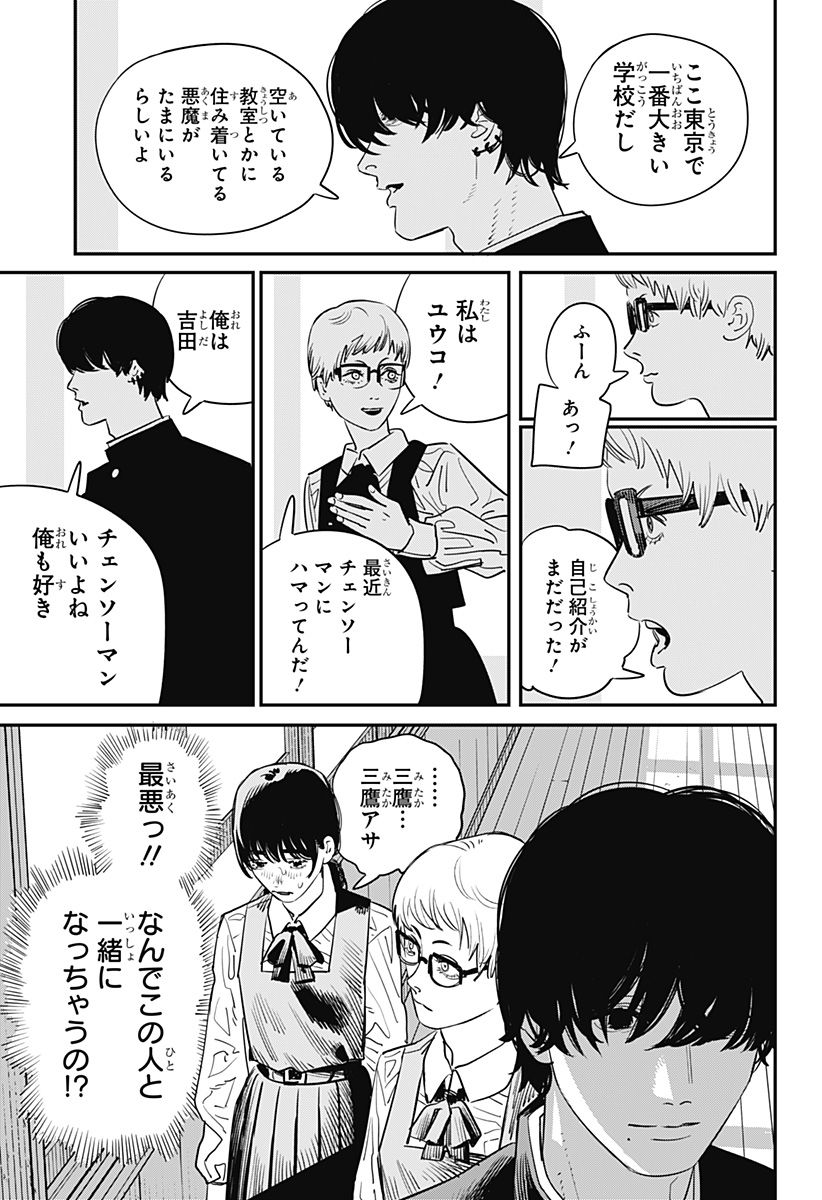 ここ東京で
一番大きい
学校だし
空いている
教室とかに
住み着いてる
悪魔が
たまにいる
らしいよ
ふーん
あっ！
自己紹介が
まだだった！
私は
ユウコ！
最近
チェンソー
マンに
ハマってんだ！
俺は
吉田
チェンソーマン
いいよね
俺も好き
……
三鷹…
三鷹アサ
最悪っ!!
なんでこの人と
一緒に
なっちゃうの!?